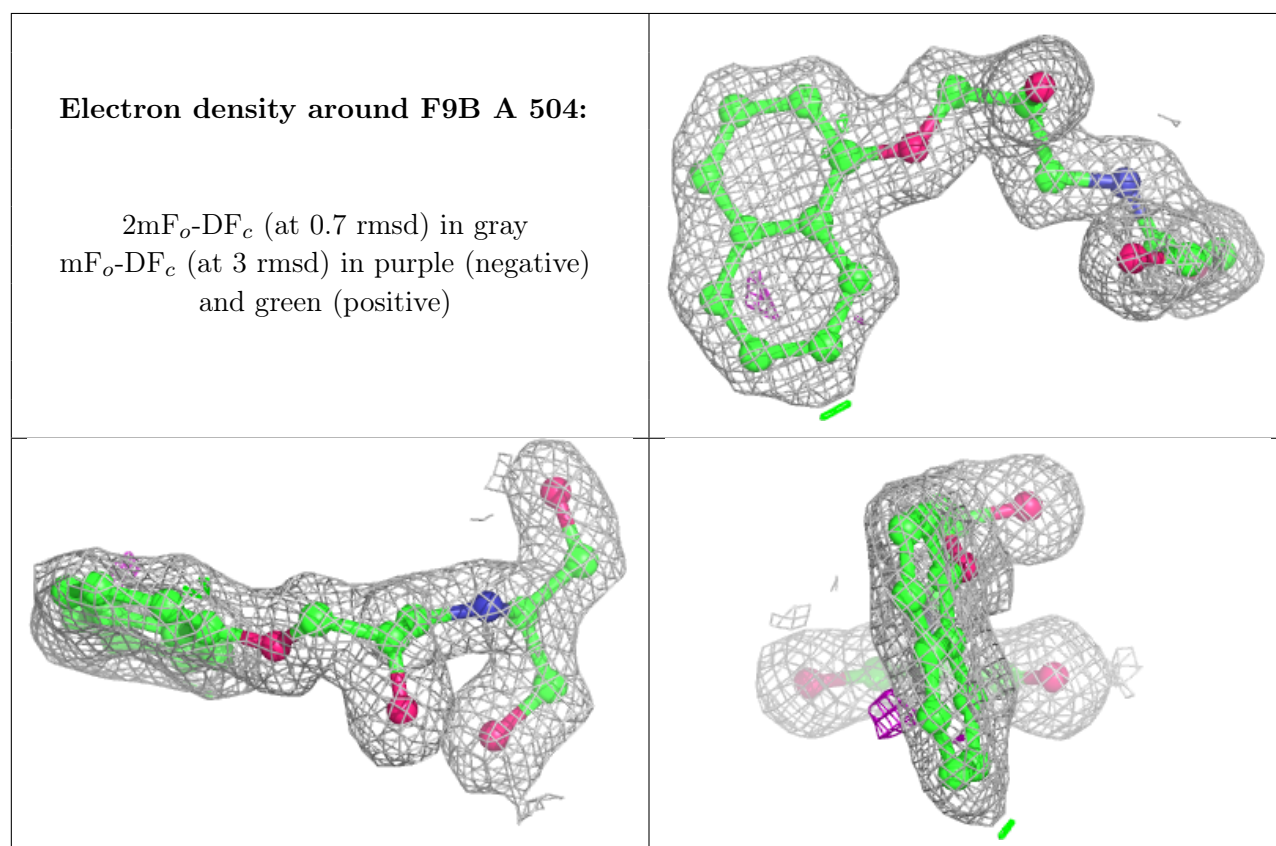 Electron density around F9B A 504:
2mFₒ-DF𝒸 (at 0.7 rmsd) in gray
mFₒ-DF𝒸 (at 3 rmsd) in purple (negative)
and green (positive)